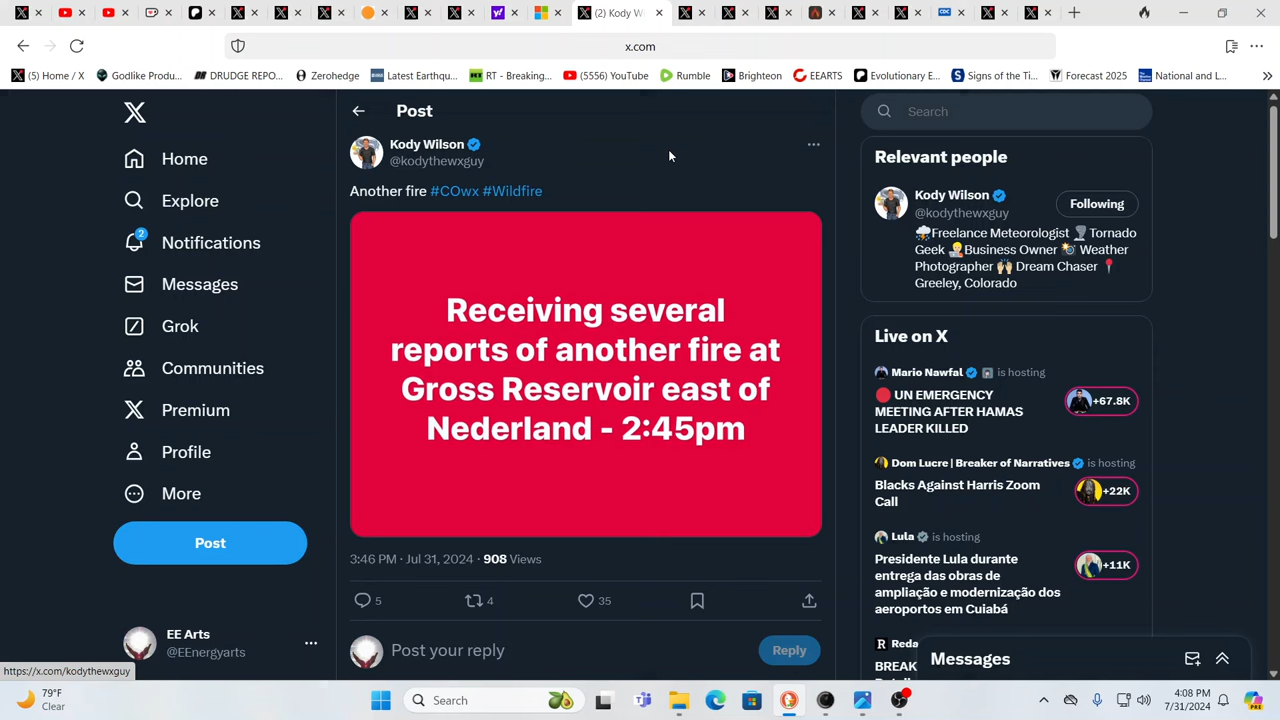 (2) Kody W
x.com
(5) Home / X
Godlike Produ...
DRUDGE REPO...
Zerohedge
Latest Earthqu...
RT - Breaking...
(5556) YouTube
Rumble
Brighteon
EEARTS
Evolutionary E...
Signs of the Ti...
Forecast 2025
National and L...
Home
Explore
2
Notifications
Messages
Grok
Communities
Premium
Profile
More
Post
EE Arts
@EEnergyarts
Post
Kody Wilson
@kodythewxguy
Another fire #COwx #Wildfire
Receiving several
reports of another fire at
Gross Reservoir east of
Nederland - 2:45pm
3:46 PM · Jul 31, 2024 · 908 Views
5
4
35
Post your reply
Reply
Search
Relevant people
Kody Wilson
@kodythewxguy
Following
Freelance Meteorologist Tornado
Geek Business Owner Weather
Photographer Dream Chaser
Greeley, Colorado
Live on X
Mario Nawfal is hosting
UN EMERGENCY
MEETING AFTER HAMAS
LEADER KILLED
+67.8K
Dom Lucre | Breaker of Narratives is hosting
Blacks Against Harris Zoom
Call
+22K
Lula is hosting
Presidente Lula durante
entrega das obras de
ampliação e modernização dos
aeroportos em Cuiabá
+11K
Reda
BREAK
Messages
https://x.com/kodythewxguy
79°F
Clear
Search
4:08 PM
7/31/2024